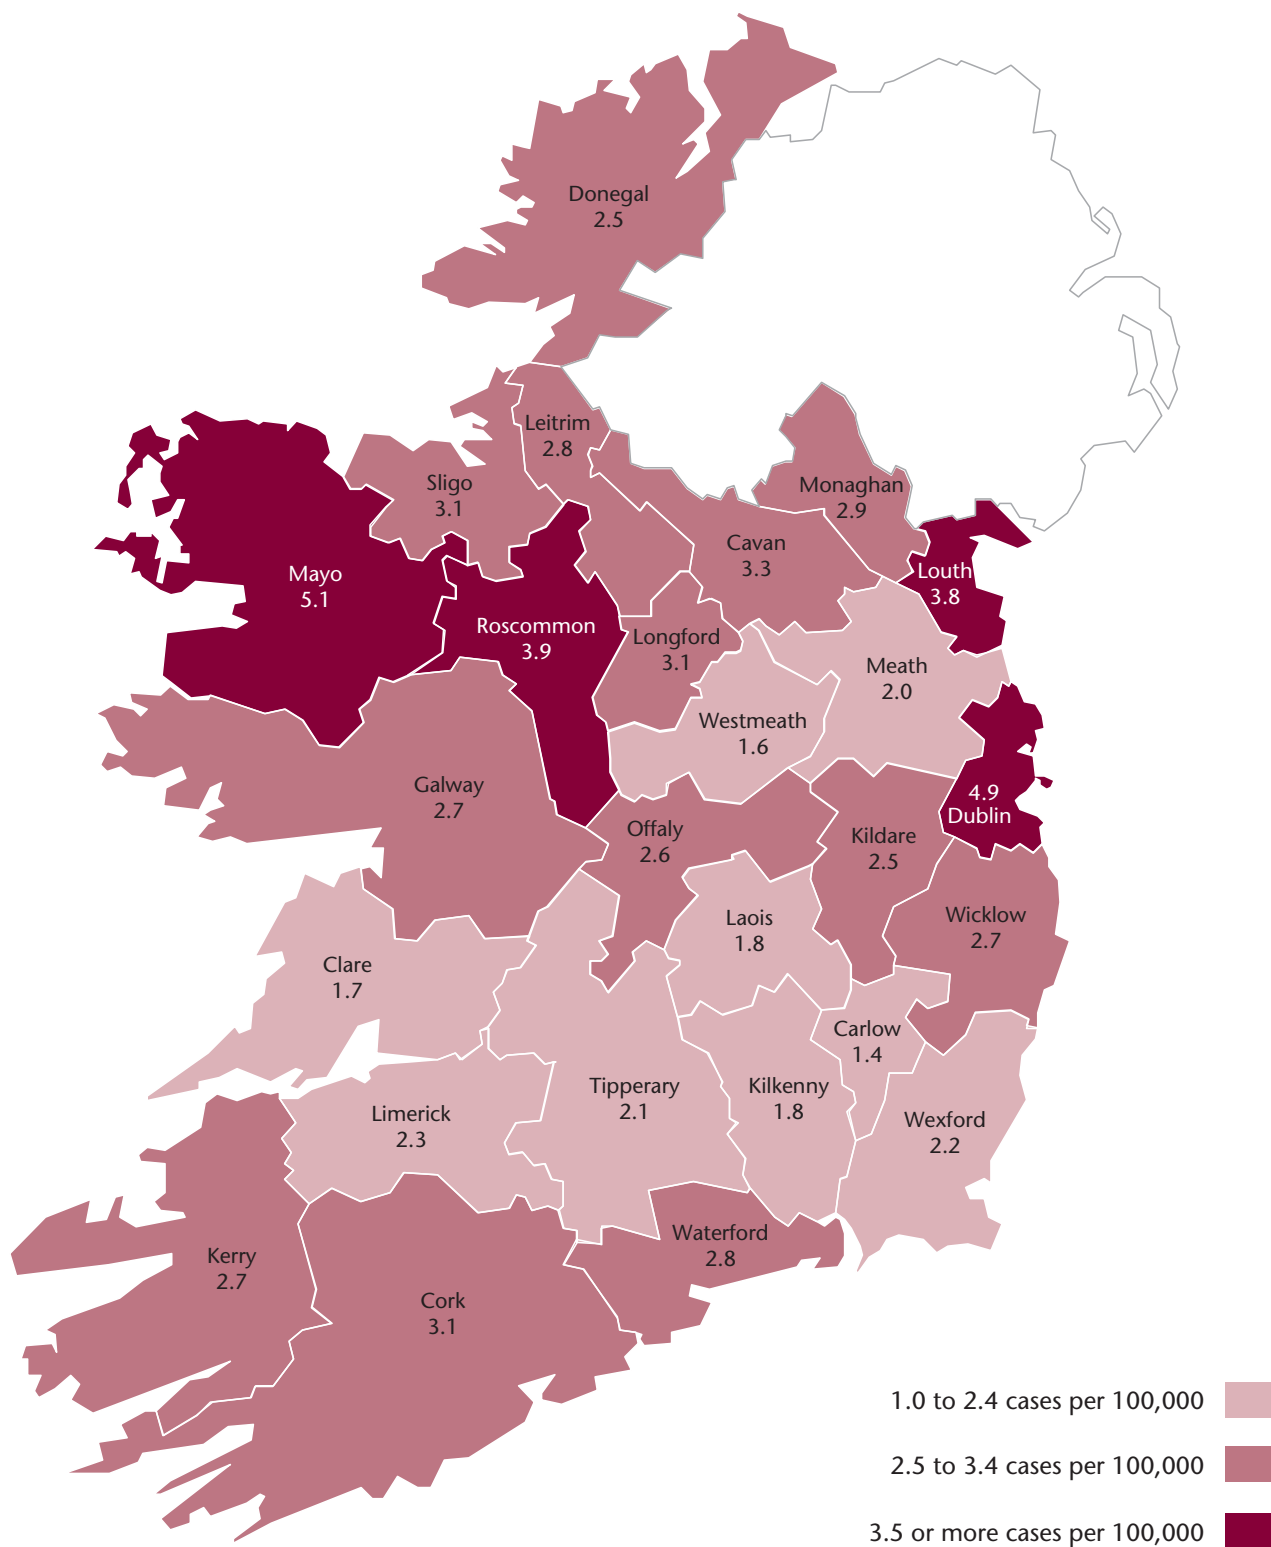 Donegal
2.5
Leitrim
2.8
Sligo
3.1
Monaghan
2.9
Cavan
3.3
Mayo
5.1
Louth
3.8
Roscommon
3.9
Longford
3.1
Meath
2.0
Westmeath
1.6
Galway
2.7
4.9
Dublin
Offaly
2.6
Kildare
2.5
Laois
1.8
Wicklow
2.7
Clare
1.7
Carlow
1.4
Tipperary
2.1
Kilkenny
1.8
Limerick
2.3
Wexford
2.2
Waterford
2.8
Kerry
2.7
Cork
3.1
1.0 to 2.4 cases per 100,000
2.5 to 3.4 cases per 100,000
3.5 or more cases per 100,000